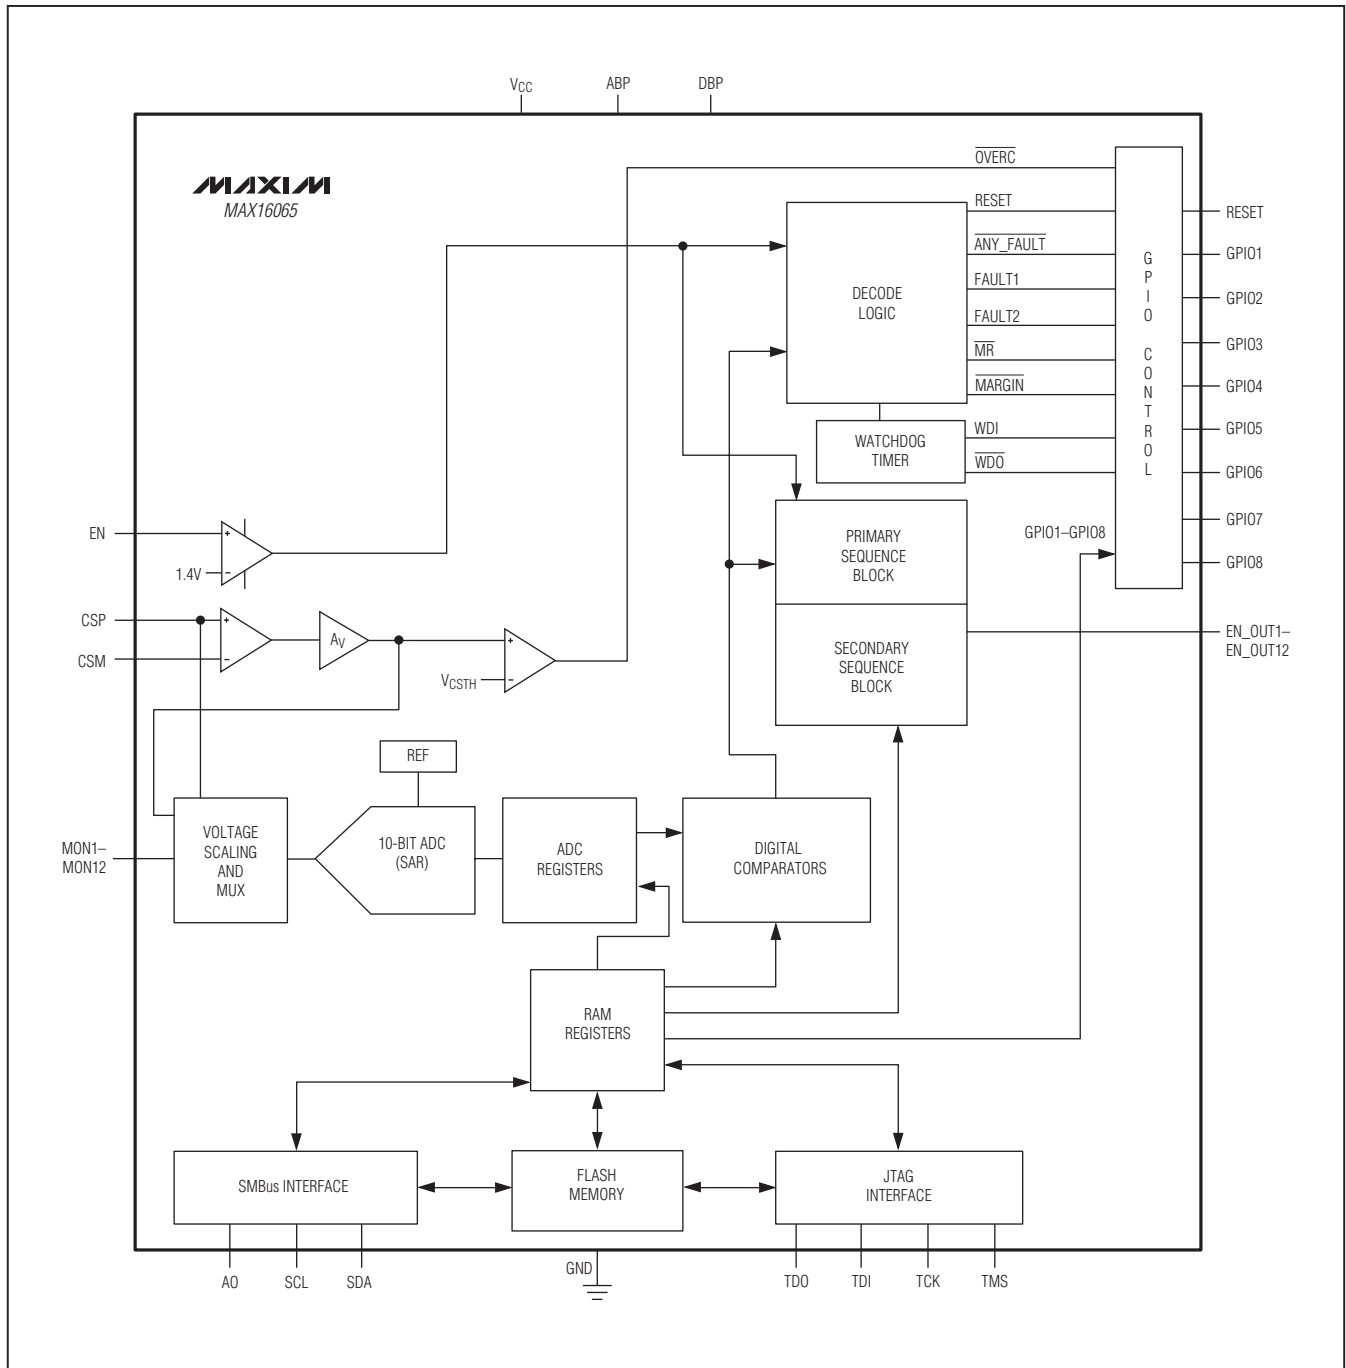 VCC
ABP
DBP
MAXIM
MAX16065
OVERC
RESET
ANY_FAULT
FAULT1
FAULT2
MR
MARGIN
WDI
WDO
DECODE
LOGIC
WATCHDOG
TIMER
GPIO CONTROL
RESET
GPIO1
GPIO2
GPIO3
GPIO4
GPIO5
GPIO6
GPIO7
GPIO8
GPIO1–GPIO8
EN
1.4V
+
–
PRIMARY
SEQUENCE
BLOCK
SECONDARY
SEQUENCE
BLOCK
EN_OUT1–
EN_OUT12
CSP
CSM
+
–
AV
VCSTH
+
–
REF
MON1–
MON12
VOLTAGE
SCALING
AND
MUX
10-BIT ADC
(SAR)
ADC
REGISTERS
DIGITAL
COMPARATORS
RAM
REGISTERS
SMBus INTERFACE
FLASH
MEMORY
JTAG
INTERFACE
A0
SCL
SDA
GND
TDO
TDI
TCK
TMS